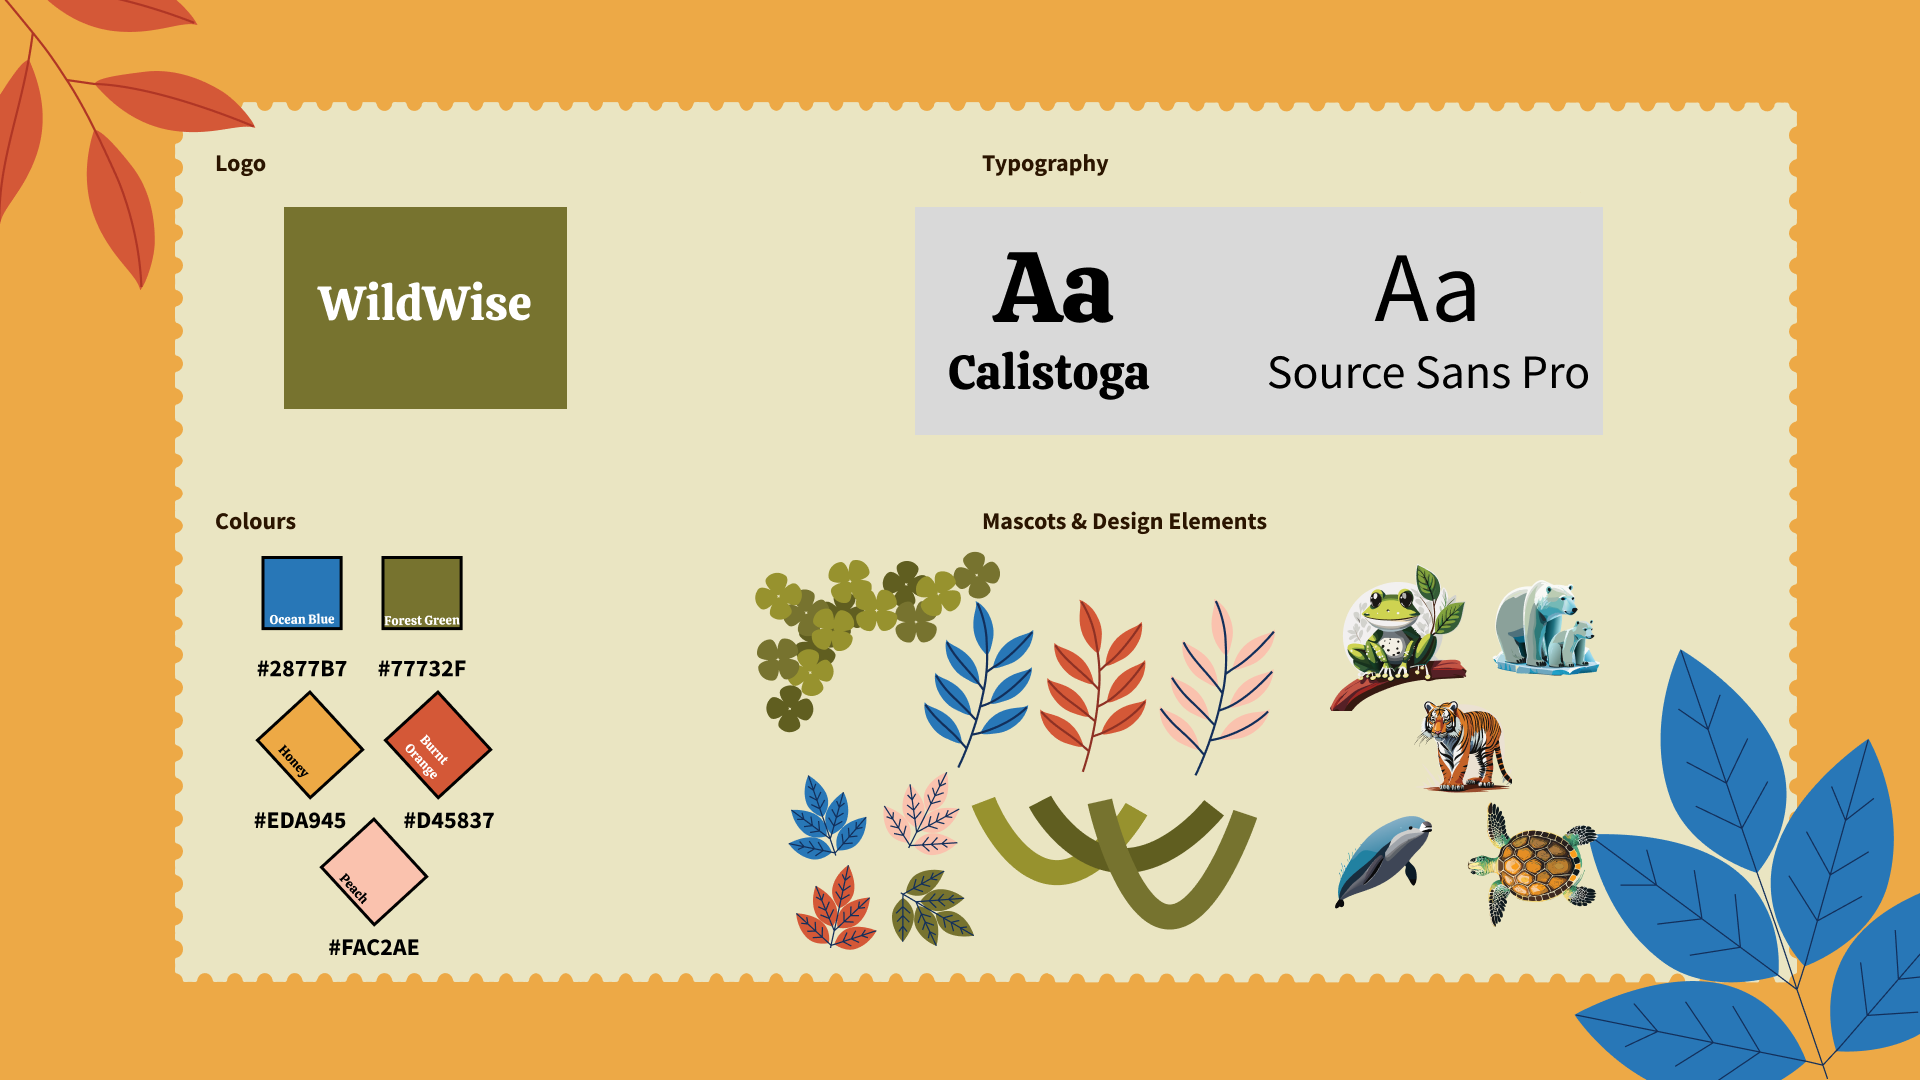 Logo
WildWise
Typography
Aa
Calistoga
Aa
Source Sans Pro
Colours
Ocean Blue
#2877B7
Forest Green
#77732F
Honey
#EDA945
Burnt
Orange
#D45837
Peach
#FAC2AE
Mascots & Design Elements